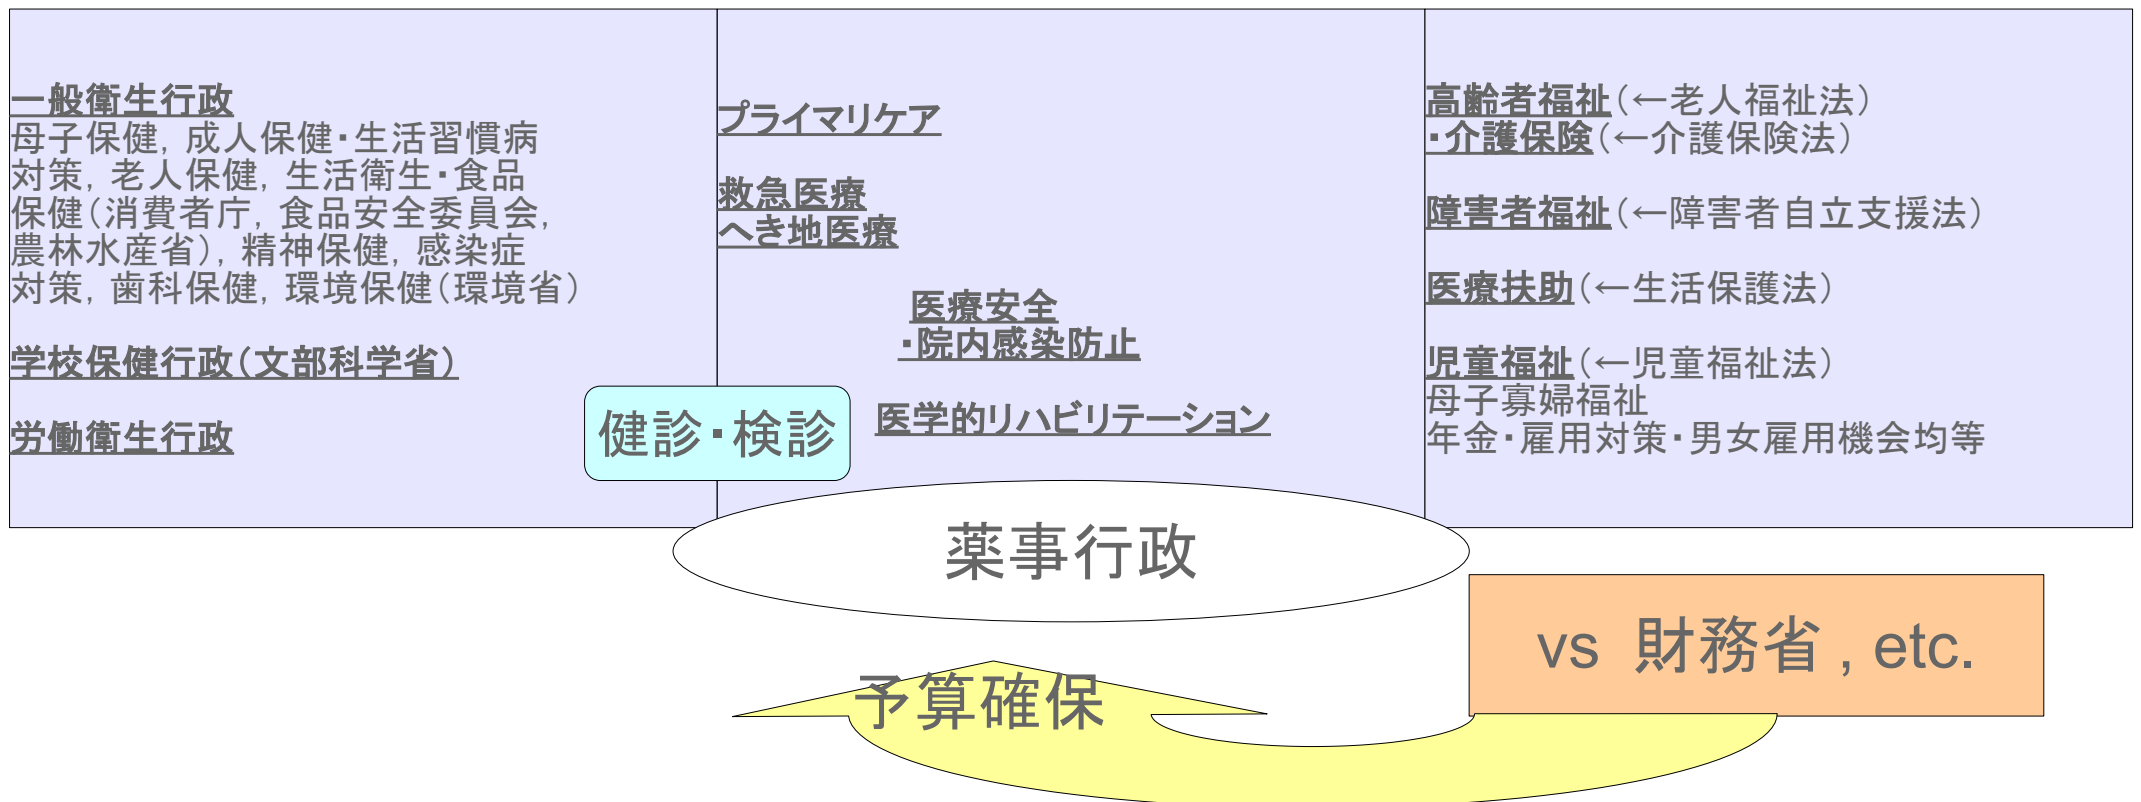 一般衛生行政
母子保健, 成人保健・生活習慣病
対策, 老人保健, 生活衛生・食品
保健(消費者庁, 食品安全委員会,
農林水産省), 精神保健, 感染症
対策, 歯科保健, 環境保健(環境省)
学校保健行政(文部科学省)
労働衛生行政
プライマリケア
救急医療
へき地医療
医療安全
・院内感染防止
医学的リハビリテーション
高齢者福祉(←老人福祉法)
・介護保険(←介護保険法)
障害者福祉(←障害者自立支援法)
医療扶助(←生活保護法)
児童福祉(←児童福祉法)
母子寡婦福祉
年金・雇用対策・男女雇用機会均等
健診・検診
薬事行政
vs 財務省 , etc.
予算確保